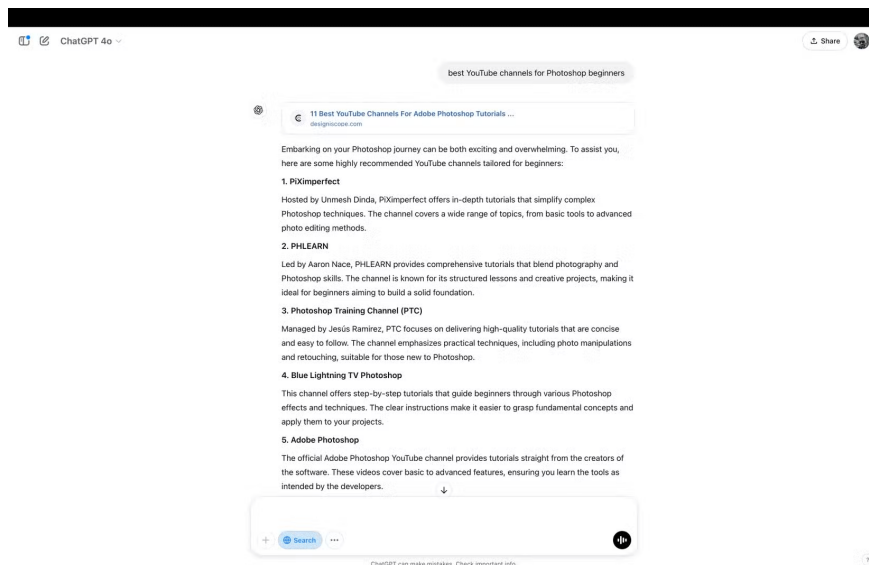 ChatGPT 4o
Share
best YouTube channels for Photoshop beginners
11 Best YouTube Channels For Adobe Photoshop Tutorials ...
designiscope.com
Embarking on your Photoshop journey can be both exciting and overwhelming. To assist you,
here are some highly recommended YouTube channels tailored for beginners:
1. PiXimperfect
Hosted by Unmesh Dinda, PiXimperfect offers in-depth tutorials that simplify complex
Photoshop techniques. The channel covers a wide range of topics, from basic tools to advanced
photo editing methods.
2. PHLEARN
Led by Aaron Nace, PHLEARN provides comprehensive tutorials that blend photography and
Photoshop skills. The channel is known for its structured lessons and creative projects, making it
ideal for beginners aiming to build a solid foundation.
3. Photoshop Training Channel (PTC)
Managed by Jesús Ramirez, PTC focuses on delivering high-quality tutorials that are concise
and easy to follow. The channel emphasizes practical techniques, including photo manipulations
and retouching, suitable for those new to Photoshop.
4. Blue Lightning TV Photoshop
This channel offers step-by-step tutorials that guide beginners through various Photoshop
effects and techniques. The clear instructions make it easier to grasp fundamental concepts and
apply them to your projects.
5. Adobe Photoshop
The official Adobe Photoshop YouTube channel provides tutorials straight from the creators of
the software. These videos cover basic to advanced features, ensuring you learn the tools as
intended by the developers.
Search
ChatGPT can make mistakes. Check important info.